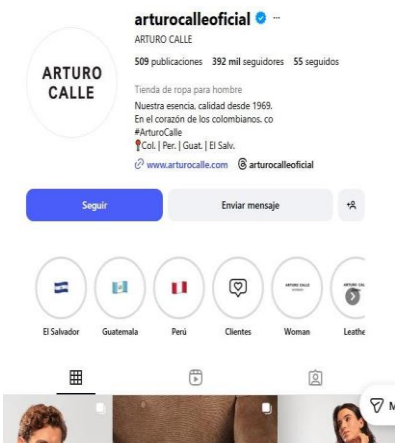 arturocalleoficial
ARTURO CALLE
509 publicaciones 392 mil seguidores 55 seguidos
ARTURO
CALLE
Tienda de ropa para hombre
Nuestra esencia, calidad desde 1969.
En el corazón de los colombianos. co
#ArturoCalle
Col. | Per. | Guat. | El Salv.
www.arturocalle.com arturocalleoficial
Seguir Enviar mensaje
ARTURO CALLE
El Salvador Guatemala Perú Clientes Woman Leathe
M